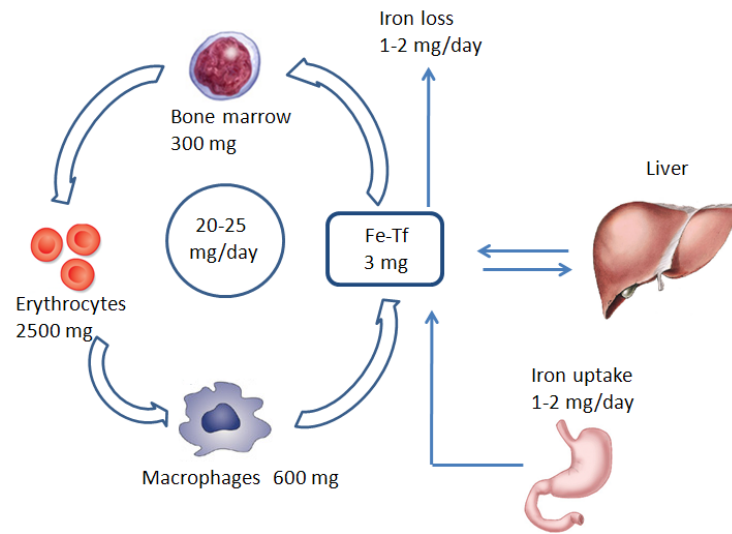 Iron loss
1-2 mg/day
Bone marrow
300 mg
Liver
20-25
mg/day
Fe-Tf
3 mg
Erythrocytes
2500 mg
Iron uptake
1-2 mg/day
Macrophages 600 mg